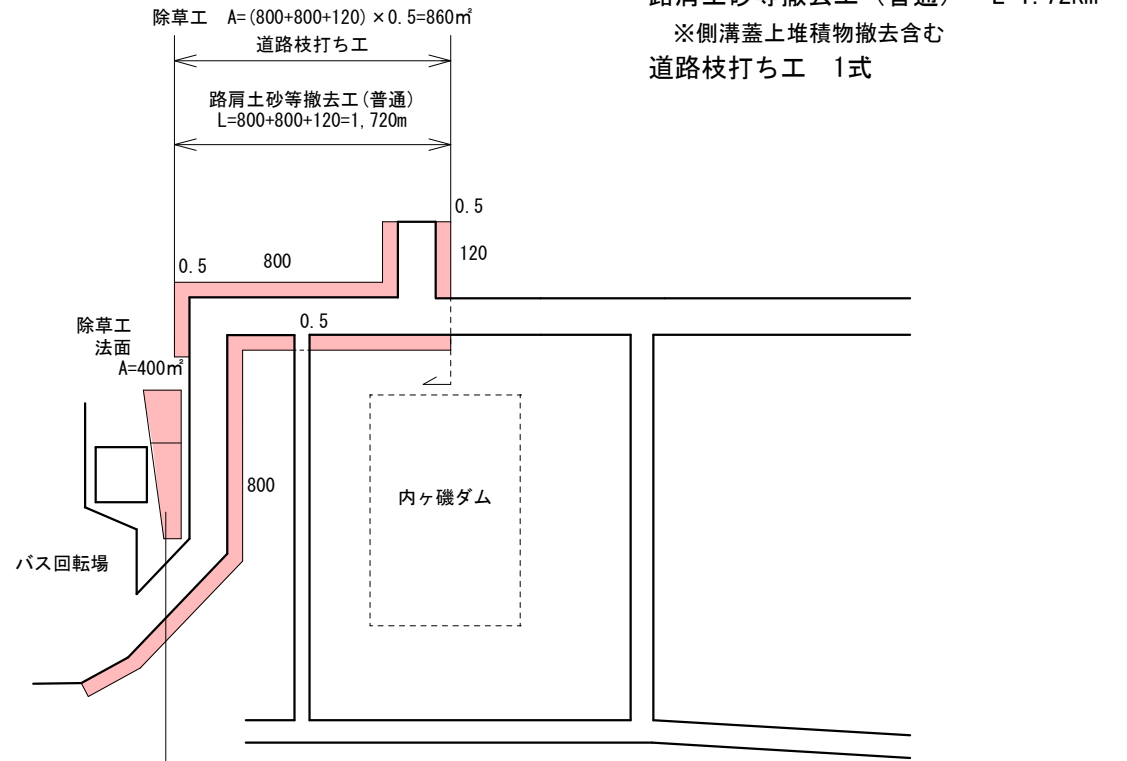 除草工 A=(800+800+120)×0.5=860㎡
道路枝打ち工
路肩土砂等撤去工(普通)
L=800+800+120=1,720m
※側溝蓋上堆積物撤去含む
道路枝打ち工 1式
0.5
120
0.5
800
0.5
除草工
法面
A=400㎡
800
内ヶ磯ダム
バス回転場